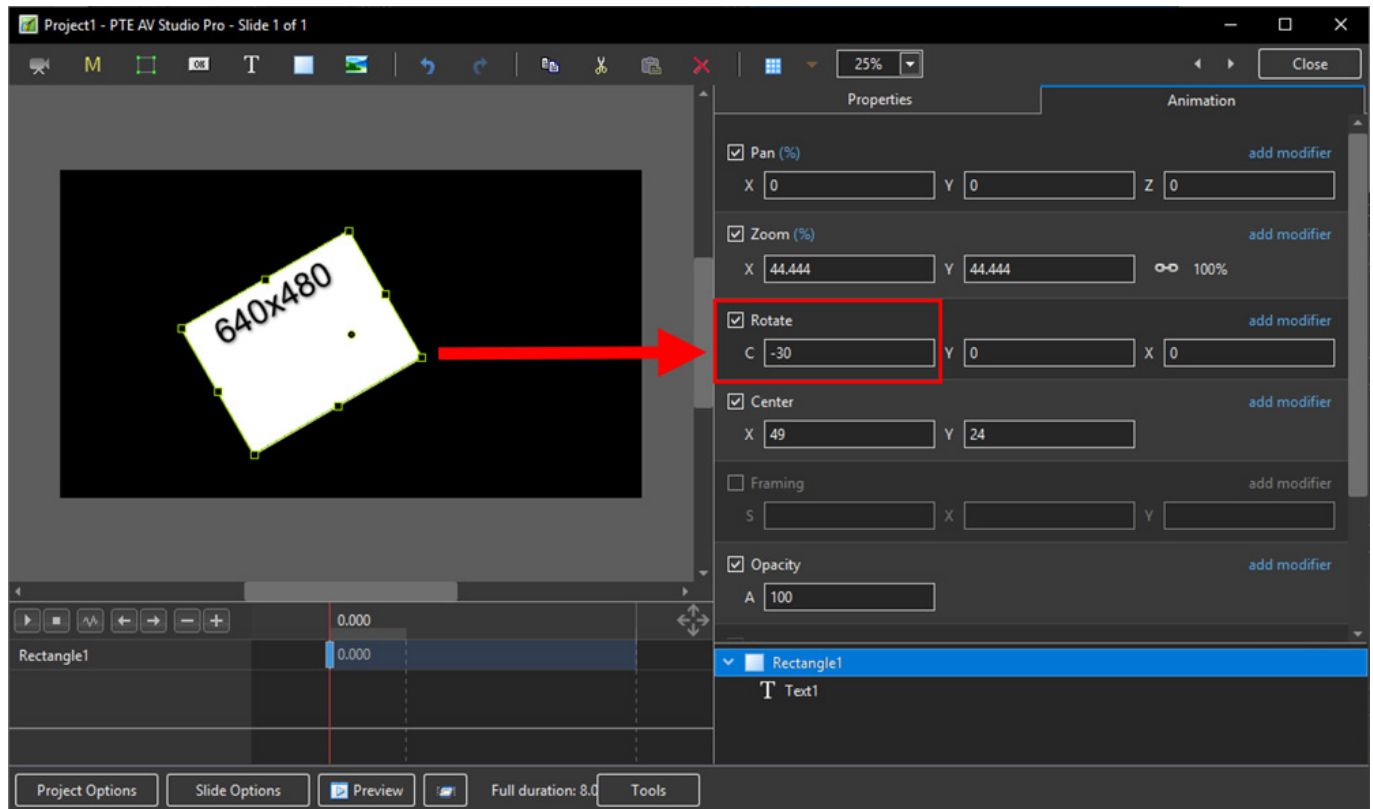 Project1 - PTE AV Studio Pro - Slide 1 of 1
M OK T 25% Close
Properties Animation
Pan (%) add modifier
X 0 Y 0 Z 0
Zoom (%) add modifier
X 44.444 Y 44.444 100%
640x480
Rotate add modifier
C -30 Y 0 X 0
Center add modifier
X 49 Y 24
Framing add modifier
S X Y
Opacity add modifier
A 100
0.000
Rectangle1 0.000
Rectangle1
T Text1
Project Options Slide Options Preview Full duration: 8.0 Tools